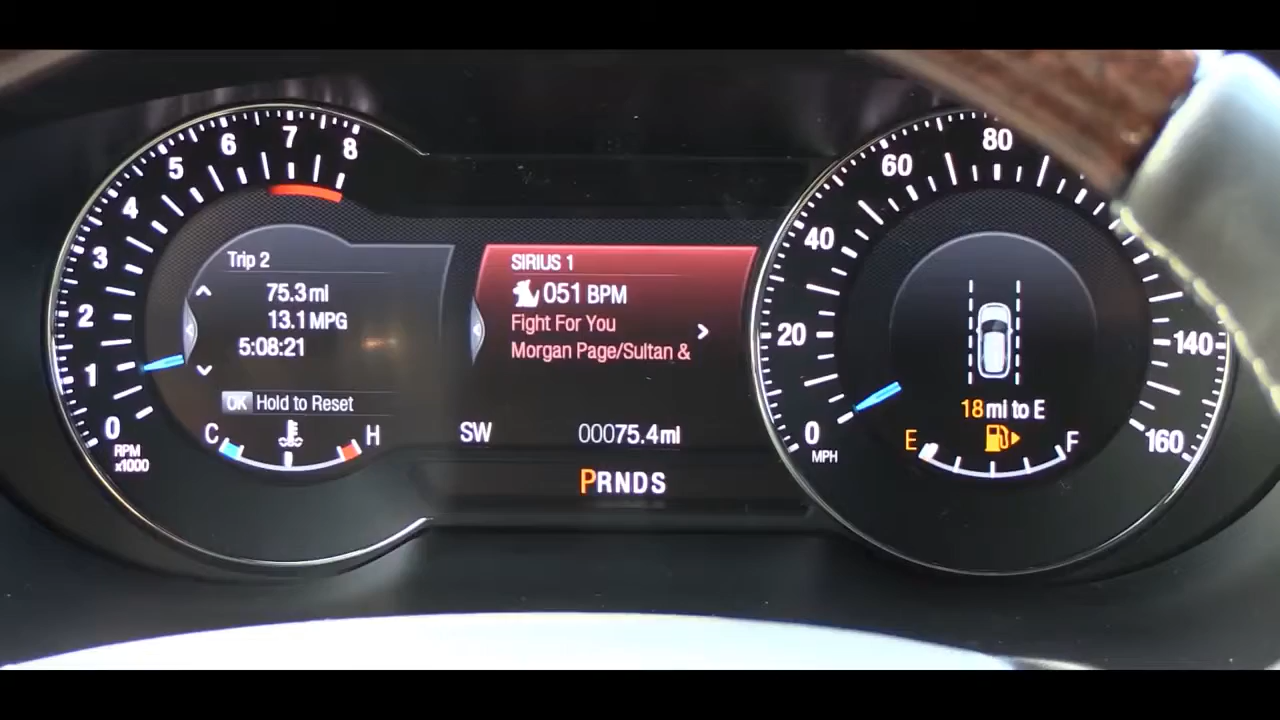 0
1
2
3
4
5
6
7
8
RPM
x1000
Trip 2
75.3 mi
13.1 MPG
5:08:21
OK Hold to Reset
C H
SIRIUS 1
051 BPM
Fight For You
Morgan Page/Sultan &
SW 00075.4 mi
PRNDS
0
20
40
60
80
140
160
MPH
18 mi to E
E F